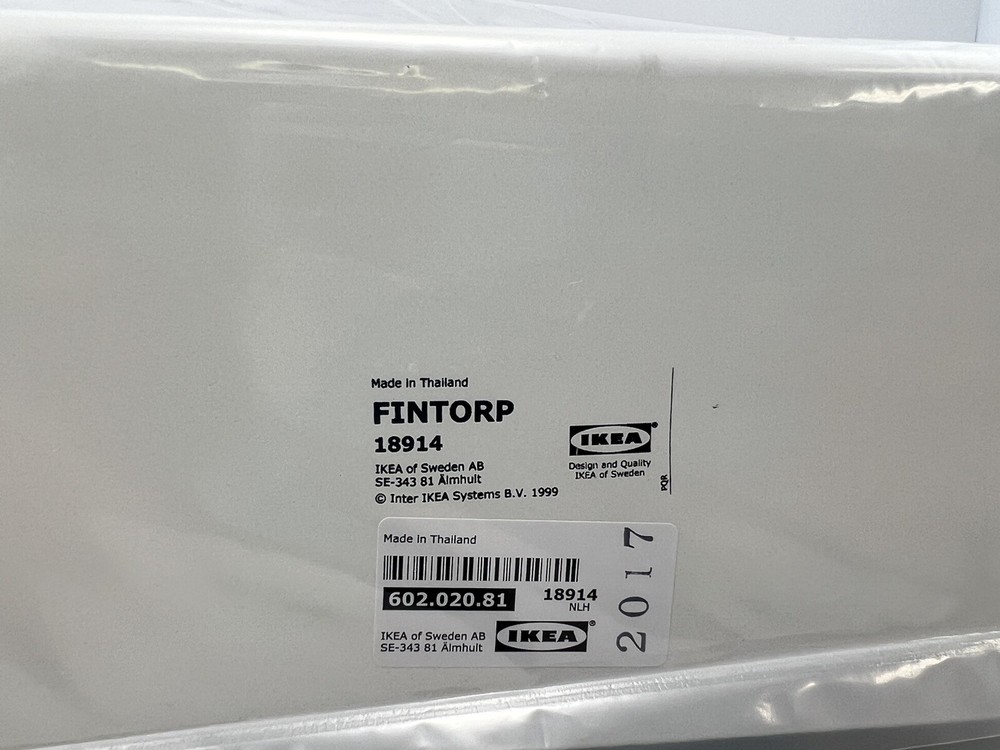 Made in Thailand
FINTORP
18914
IKEA of Sweden AB
SE-343 81 Älmhult
© Inter IKEA Systems B.V. 1999
IKEA®
Design and Quality
IKEA of Sweden
PQR
Made in Thailand
602.020.81
18914
NLH
IKEA of Sweden AB
SE-343 81 Älmhult
IKEA®
2017